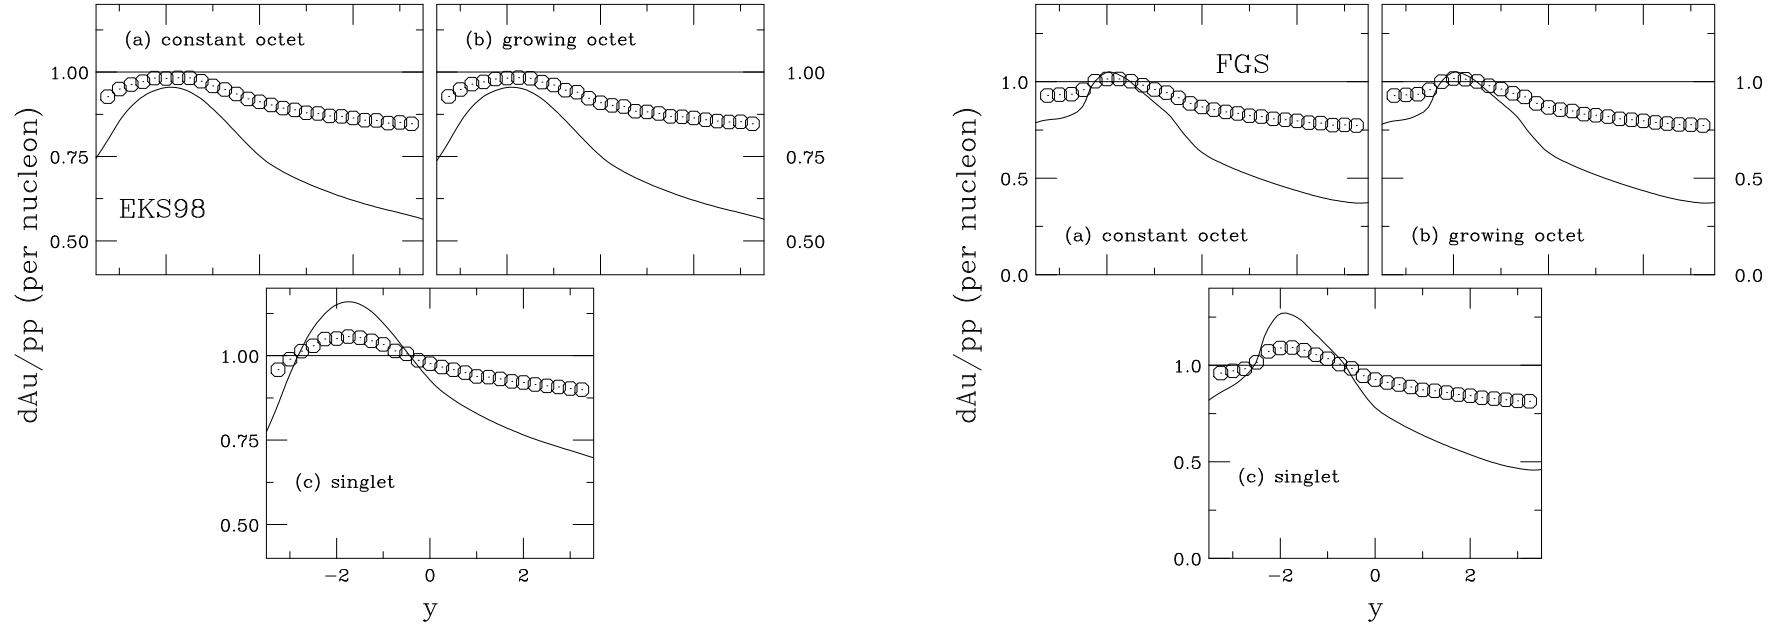 (a) constant octet
(b) growing octet
1.00
0.75
0.50
EKS98
1.00
0.75
0.50
dAu/pp (per nucleon)
1.00
0.75
0.50
(c) singlet
−2
0
2
y
FGS
1.0
0.5
0.0
(a) constant octet
(b) growing octet
1.0
0.5
0.0
dAu/pp (per nucleon)
1.0
0.5
0.0
(c) singlet
−2
0
2
y